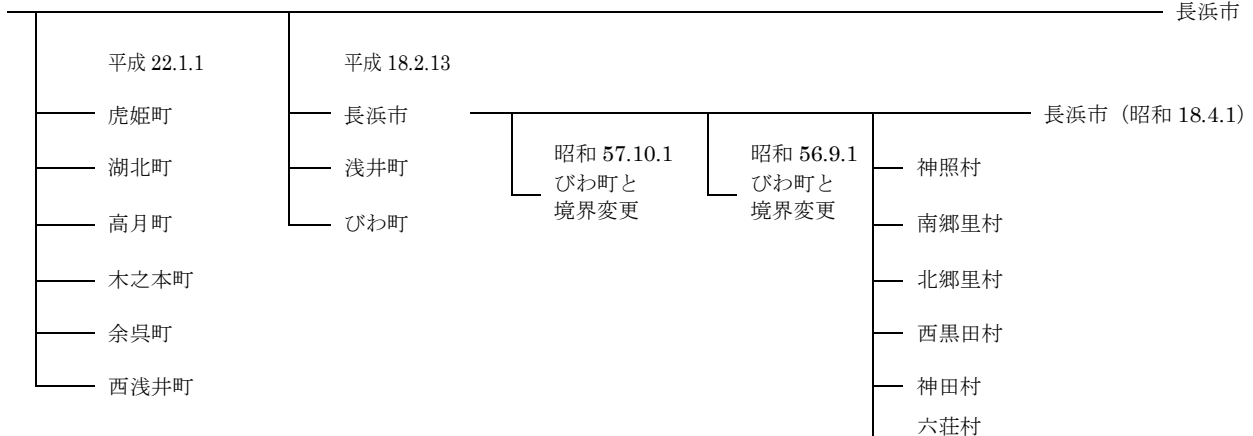 長浜市
平成 22.1.1
虎姫町
湖北町
高月町
木之本町
余呉町
西浅井町
平成 18.2.13
長浜市
浅井町
びわ町
昭和 57.10.1
びわ町と
境界変更
昭和 56.9.1
びわ町と
境界変更
長浜市（昭和 18.4.1）
神照村
南郷里村
北郷里村
西黒田村
神田村
六荘村